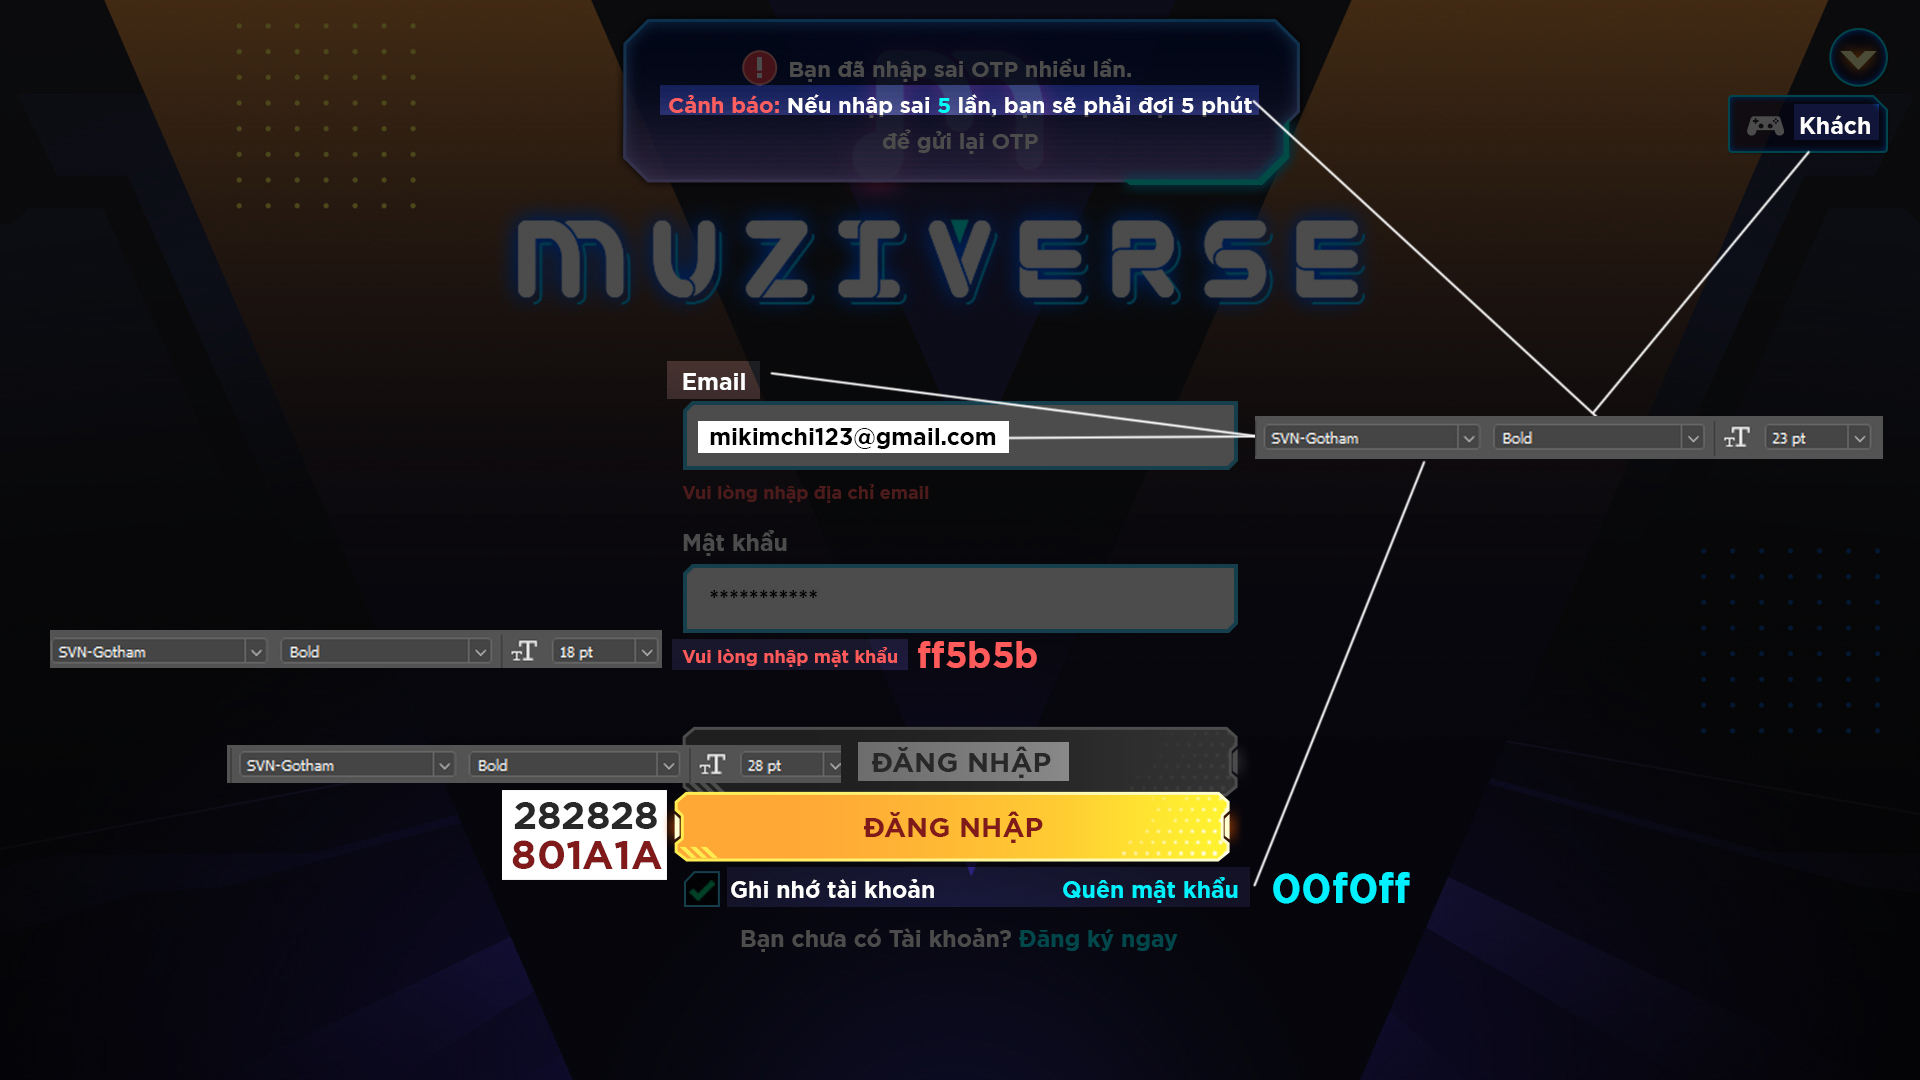 Bạn đã nhập sai OTP nhiều lần.
Cảnh báo: Nếu nhập sai 5 lần, bạn sẽ phải đợi 5 phút
để gửi lại OTP
Khách
MUZIVERSE
Email
mikimchi123@gmail.com
SVN-Gotham Bold 23 pt
Vui lòng nhập địa chỉ email
Mật khẩu
***********
SVN-Gotham Bold 18 pt
Vui lòng nhập mật khẩu ff5b5b
SVN-Gotham Bold 28 pt
ĐĂNG NHẬP
282828
801A1A
ĐĂNG NHẬP
Ghi nhớ tài khoản Quên mật khẩu 00f0ff
Bạn chưa có Tài khoản? Đăng ký ngay